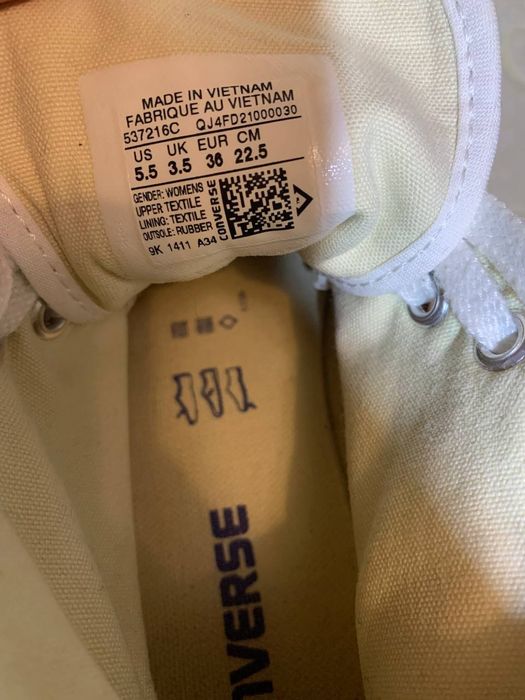 MADE IN VIETNAM
FABRIQUE AU VIETNAM
537216C QJ4FD21000030
US UK EUR CM
5.5 3.5 36 22.5
GENDER: WOMENS
UPPER TEXTILE
LINING: TEXTILE
OUTSOLE: RUBBER
9K 1411 A34
CONVERSE
NVERSE